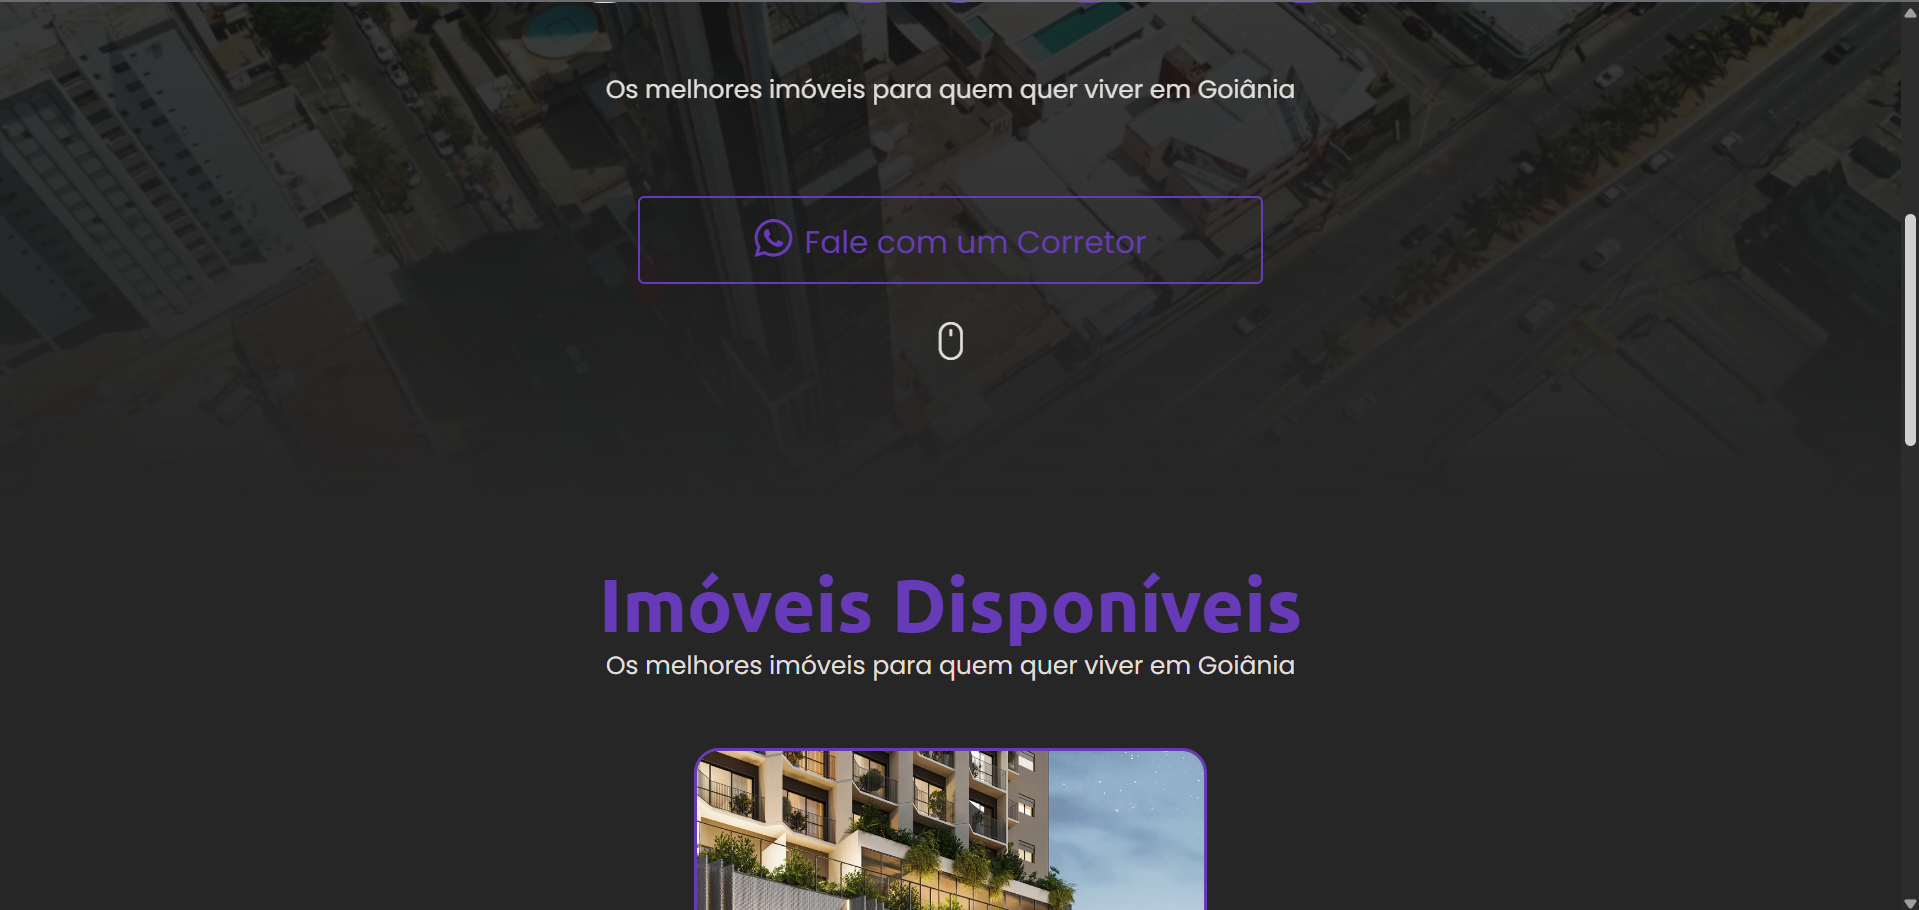 Os melhores imóveis para quem quer viver em Goiânia
Fale com um Corretor
Imóveis Disponíveis
Os melhores imóveis para quem quer viver em Goiânia